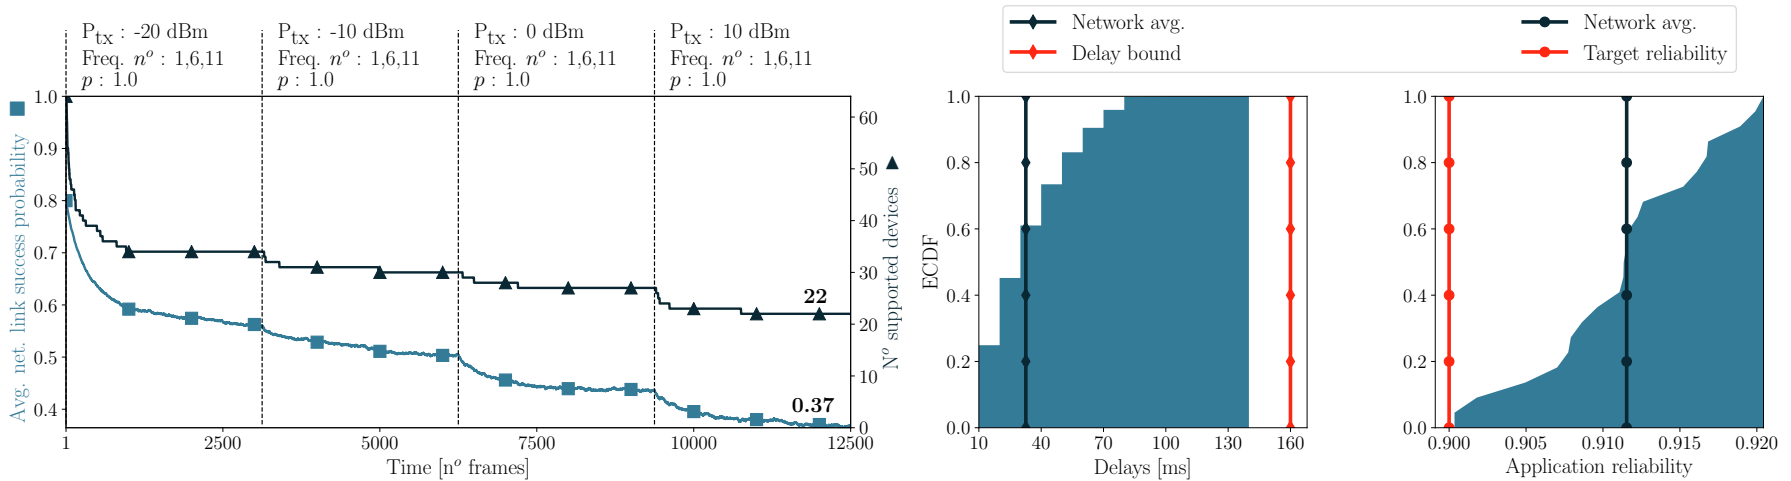 P_tx : -20 dBm
Freq. nº : 1,6,11
p : 1.0
P_tx : -10 dBm
Freq. nº : 1,6,11
p : 1.0
P_tx : 0 dBm
Freq. nº : 1,6,11
p : 1.0
P_tx : 10 dBm
Freq. nº : 1,6,11
p : 1.0
Avg. net. link success probability
1.0
0.9
0.8
0.7
0.6
0.5
0.4
22
0.37
60
50
40
30
20
10
0
Nº supported devices
1
2500
5000
7500
10000
12500
Time [nº frames]
Network avg.
Delay bound
Network avg.
Target reliability
ECDF
1.0
0.8
0.6
0.4
0.2
0.0
10
40
70
100
130
160
Delays [ms]
1.0
0.8
0.6
0.4
0.2
0.0
0.900
0.905
0.910
0.915
0.920
Application reliability